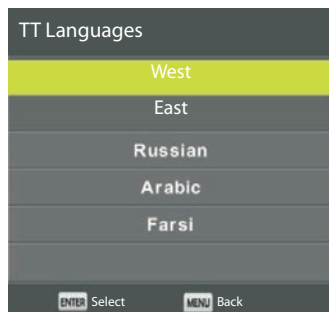 TT Languages
West
East
Russian
Arabic
Farsi
ENTER Select MENU Back